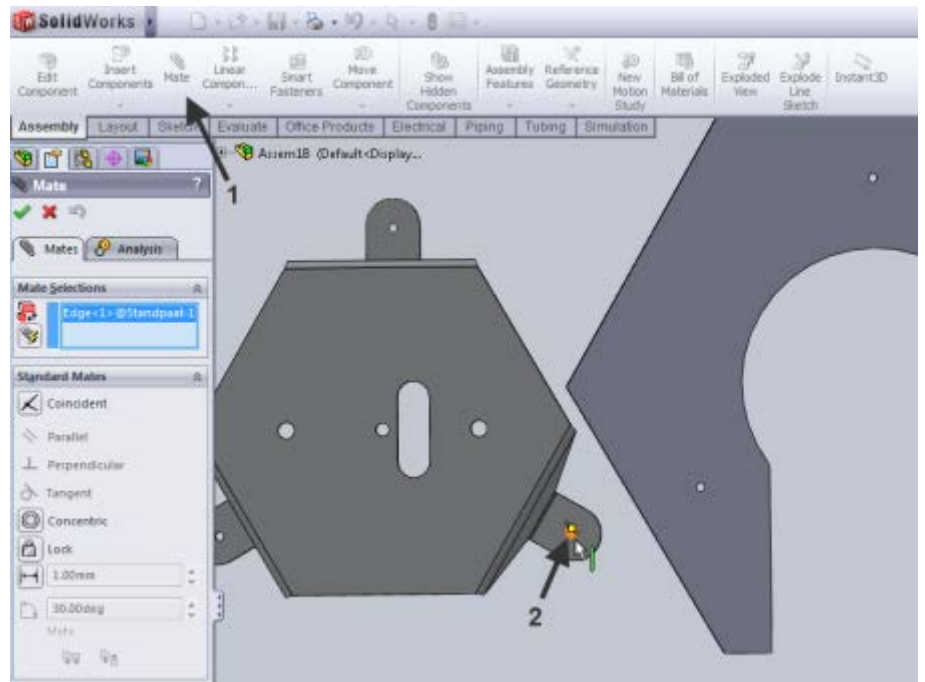 SolidWorks
Edit Component
Insert Components
Mate
Linear Compon...
Smart Fasteners
Move Component
Show Hidden Components
Assembly Features
Reference Geometry
New Motion Study
Bill of Materials
Exploded View
Explode Line Sketch
Instant3D
Assembly Layout Sketch Evaluate Office Products Electrical Piping Tubing Simulation
Assem18 (Default<Display...
1
Mate ?
Mates Analysis
Mate Selections
Edge<1>@Standpaal-1
Standard Mates
Coincident
Parallel
Perpendicular
Tangent
Concentric
Lock
1.00mm
30.00deg
Mate
2